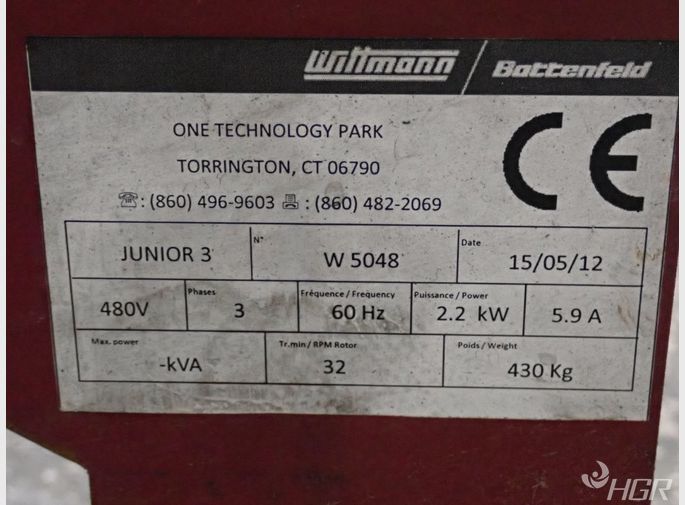 Wittmann / Battenfeld
ONE TECHNOLOGY PARK
TORRINGTON, CT 06790
☎: (860) 496-9603 🖷: (860) 482-2069
CE
JUNIOR 3
N° W 5048
Date 15/05/12
480V
Phases 3
Fréquence / Frequency 60 Hz
Puissance / Power 2.2 kW
5.9 A
Max. power -kVA
Tr.min / RPM Rotor 32
Poids / Weight 430 Kg
HGR